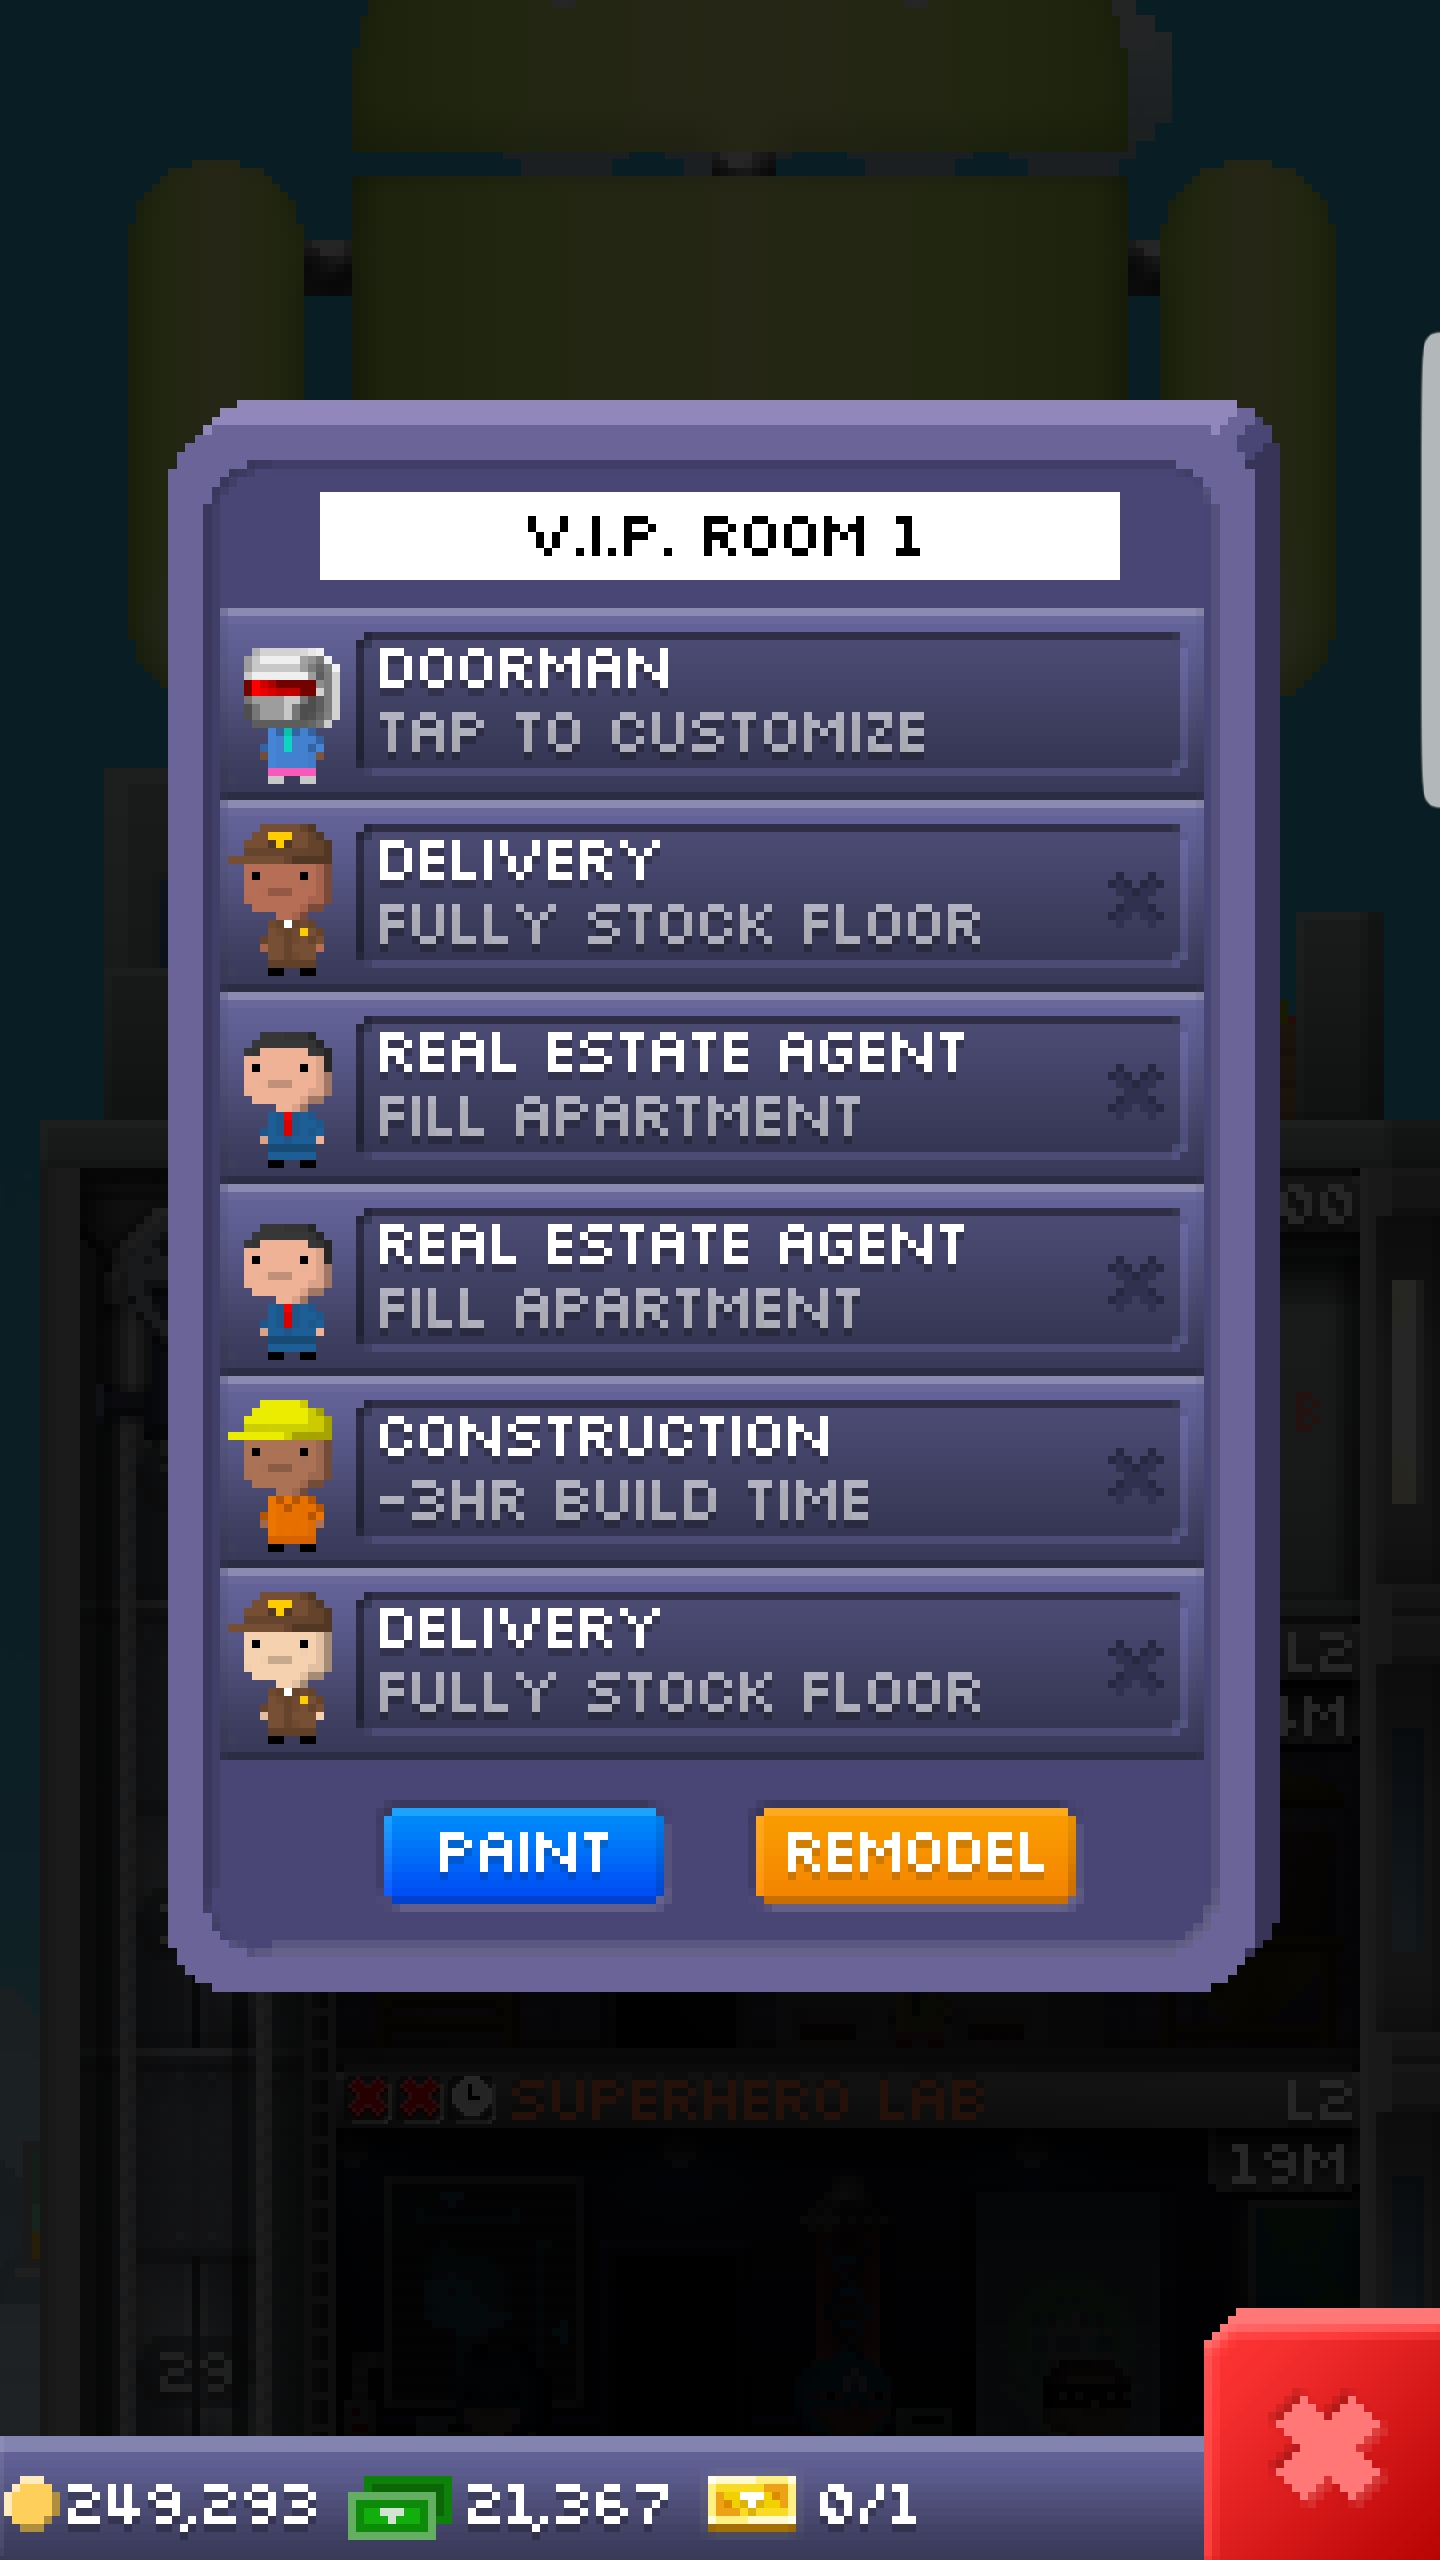 V.I.P. ROOM 1
DOORMAN
TAP TO CUSTOMIZE
DELIVERY
FULLY STOCK FLOOR
REAL ESTATE AGENT
FILL APARTMENT
REAL ESTATE AGENT
FILL APARTMENT
CONSTRUCTION
-3HR BUILD TIME
DELIVERY
FULLY STOCK FLOOR
PAINT
REMODEL
L2
SUPERHERO LAB
L2
19M
249,293
21,367
0/1